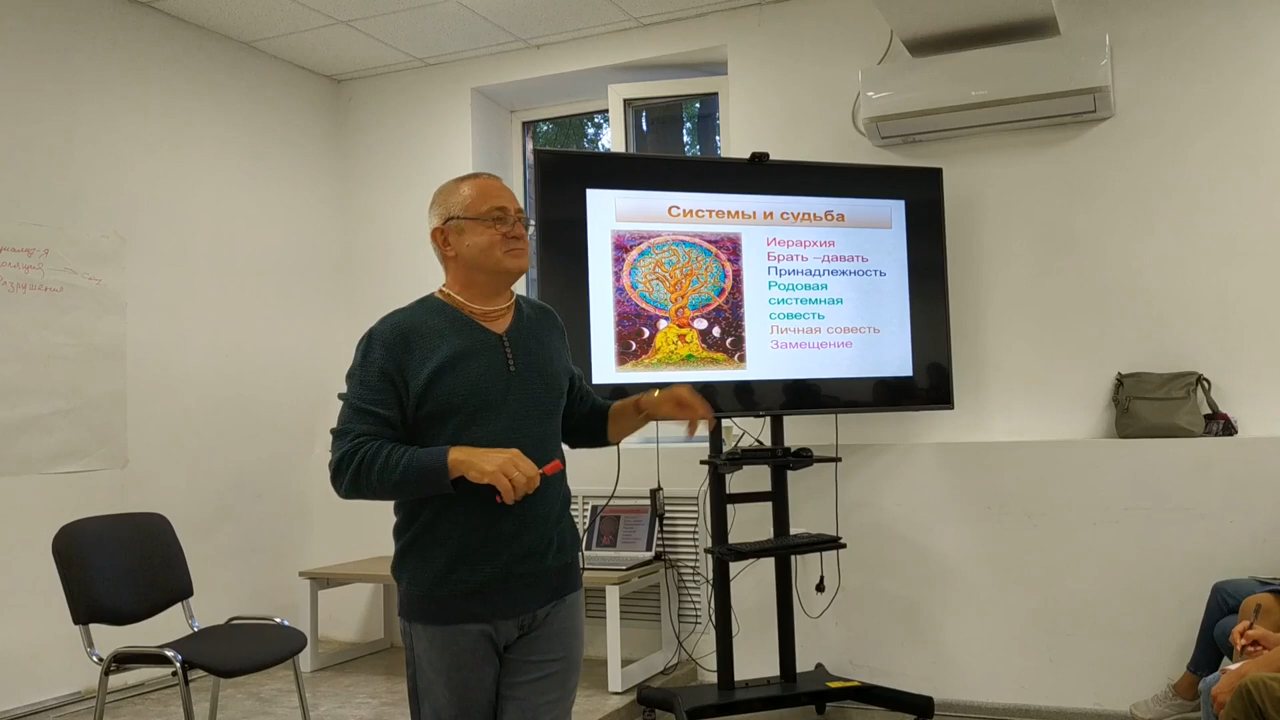 Системы и судьба
Иерархия
Брать –давать
Принадлежность
Родовая
системная
совесть
Личная совесть
Замещение